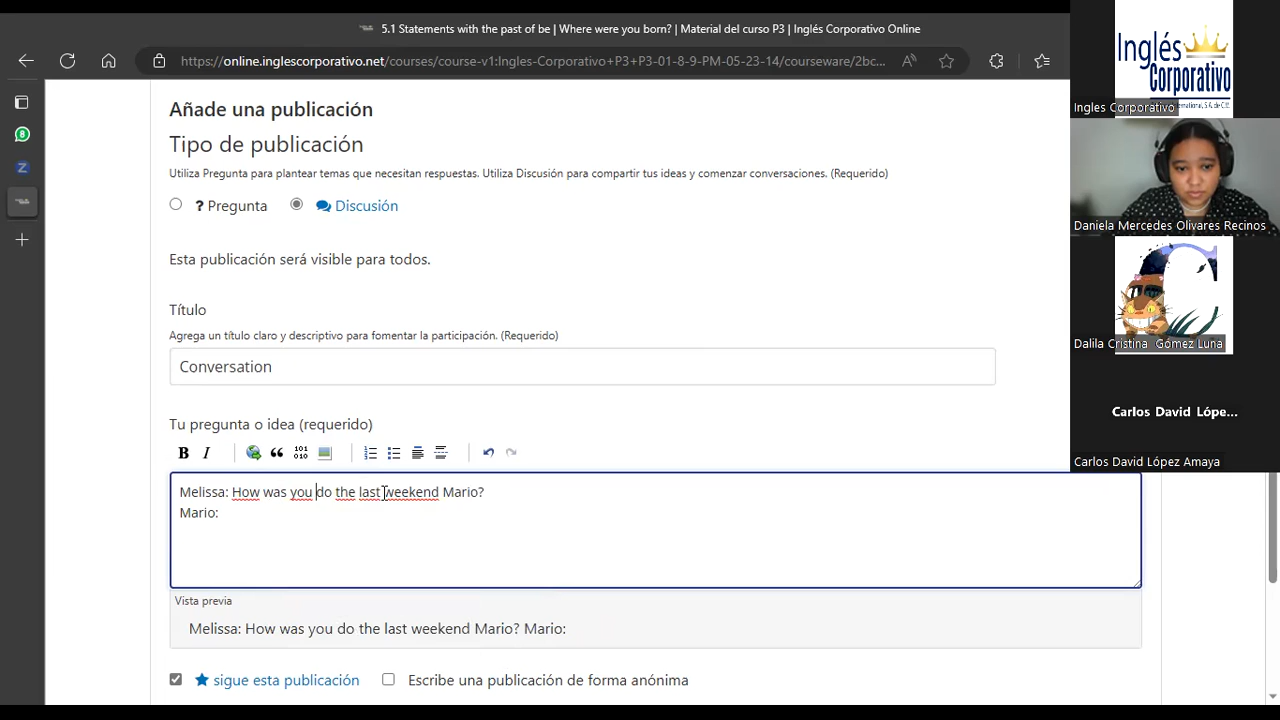 5.1 Statements with the past of be | Where were you born? | Material del curso P3 | Inglés Corporativo Online
https://online.inglescorporativo.net/courses/course-v1:Ingles-Corporativo+P3+P3-01-8-9-PM-05-23-14/courseware/2bc...
Añade una publicación
Tipo de publicación
Utiliza Pregunta para plantear temas que necesitan respuestas. Utiliza Discusión para compartir tus ideas y comenzar conversaciones. (Requerido)
? Pregunta
Discusión
Esta publicación será visible para todos.
Título
Agrega un título claro y descriptivo para fomentar la participación. (Requerido)
Conversation
Tu pregunta o idea (requerido)
B I
101
010
Melissa: How was you do the last weekend Mario?
Mario:
Vista previa
Melissa: How was you do the last weekend Mario? Mario:
sigue esta publicación
Escribe una publicación de forma anónima
Inglés
Corporativo
Ingles Corporativo
Daniela Mercedes Olivares Recinos
Dalila Cristina Gómez Luna
Carlos David Lópe...
Carlos David López Amaya